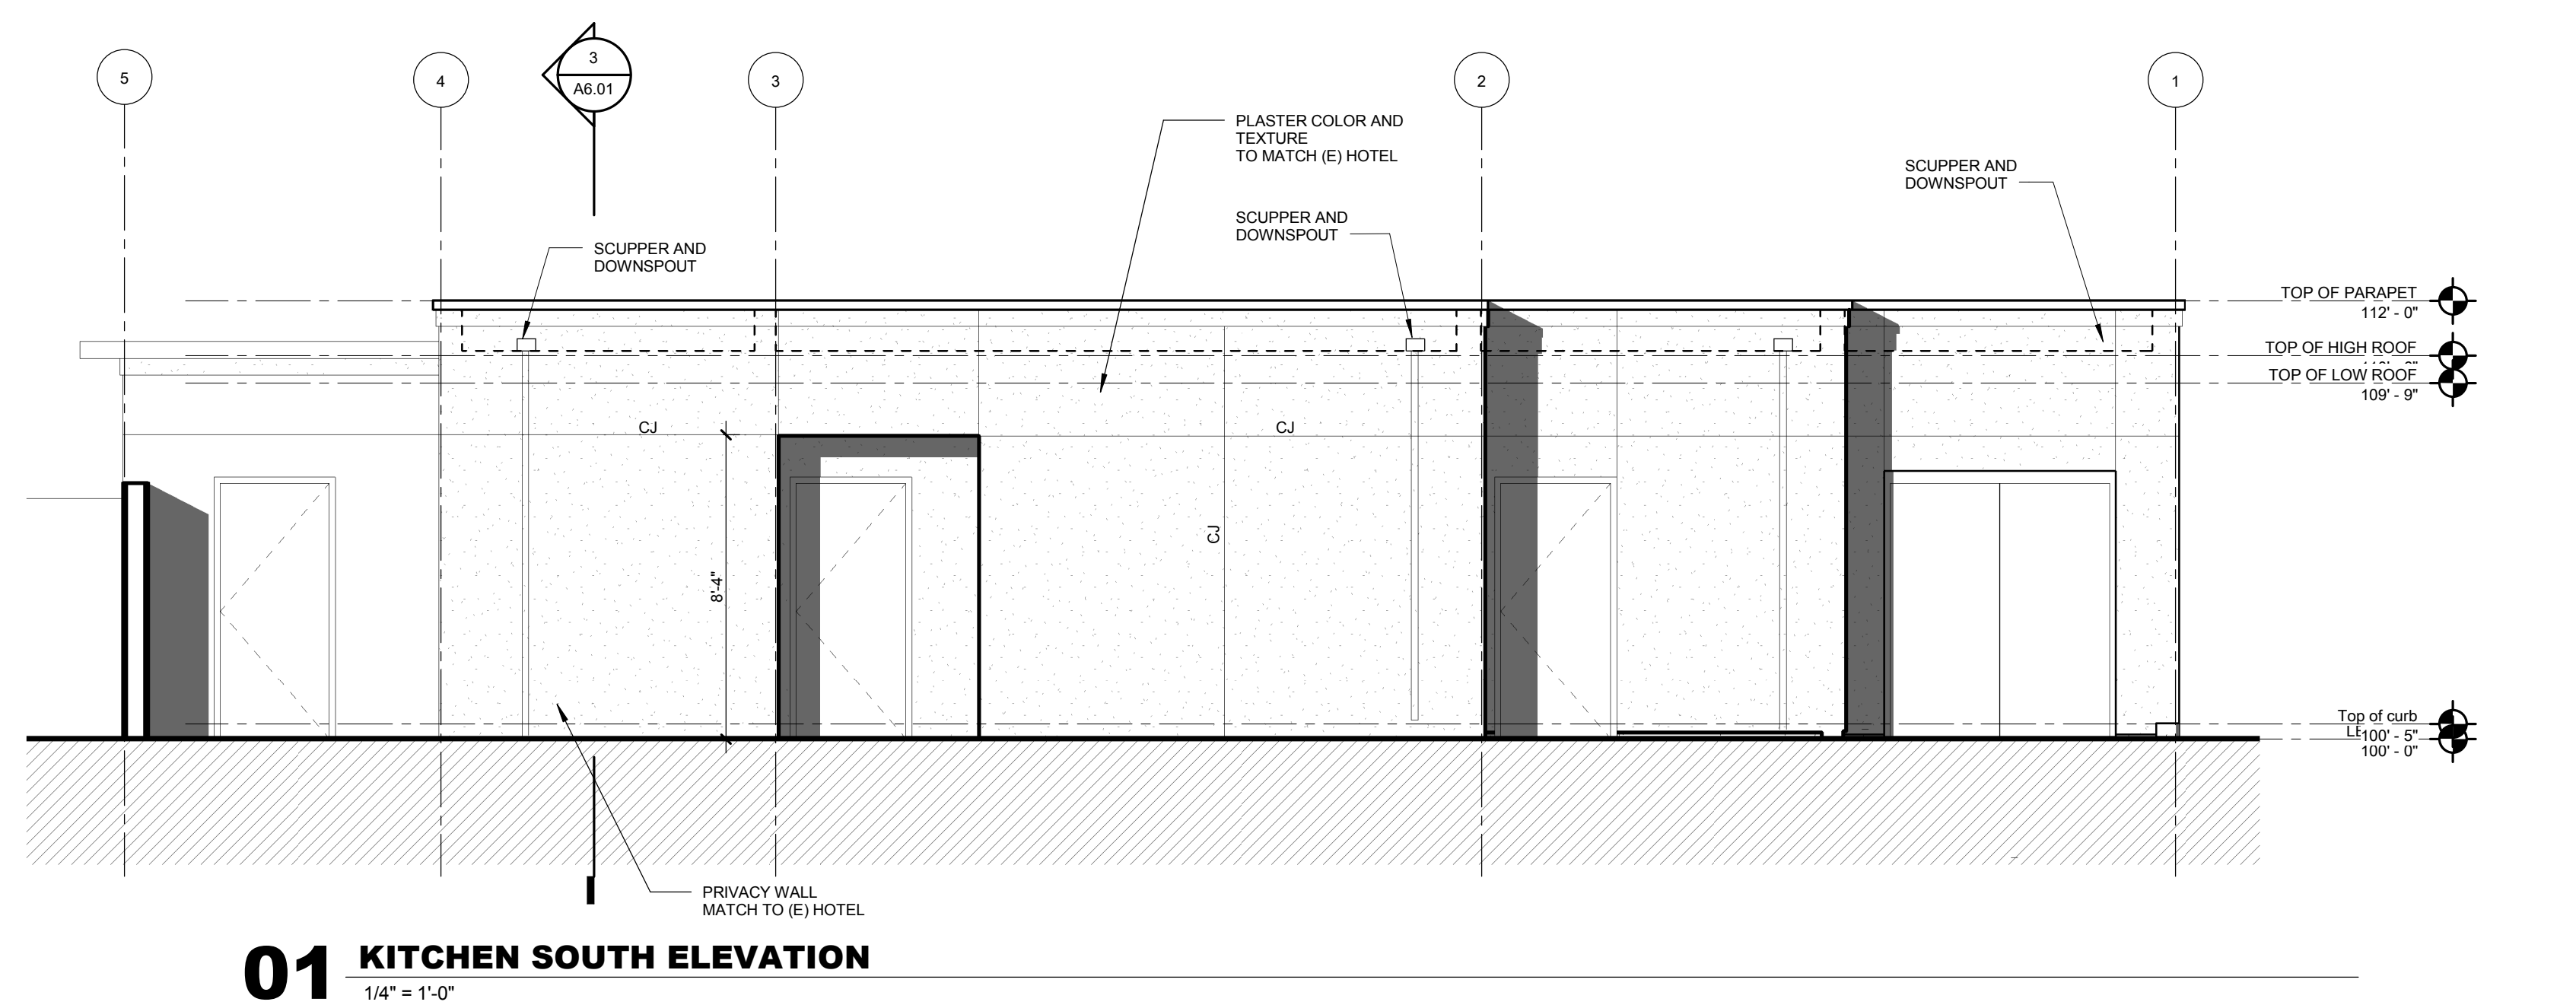 5
4
3
A6.01
3
2
1
PLASTER COLOR AND
TEXTURE
TO MATCH (E) HOTEL
SCUPPER AND
DOWNSPOUT
SCUPPER AND
DOWNSPOUT
SCUPPER AND
DOWNSPOUT
TOP OF PARAPET
112' - 0"
TOP OF HIGH ROOF
TOP OF LOW ROOF
109' - 9"
CJ
CJ
CJ
8'-4"
Top of curb
100' - 5"
100' - 0"
PRIVACY WALL
MATCH TO (E) HOTEL
01 KITCHEN SOUTH ELEVATION
1/4" = 1'-0"